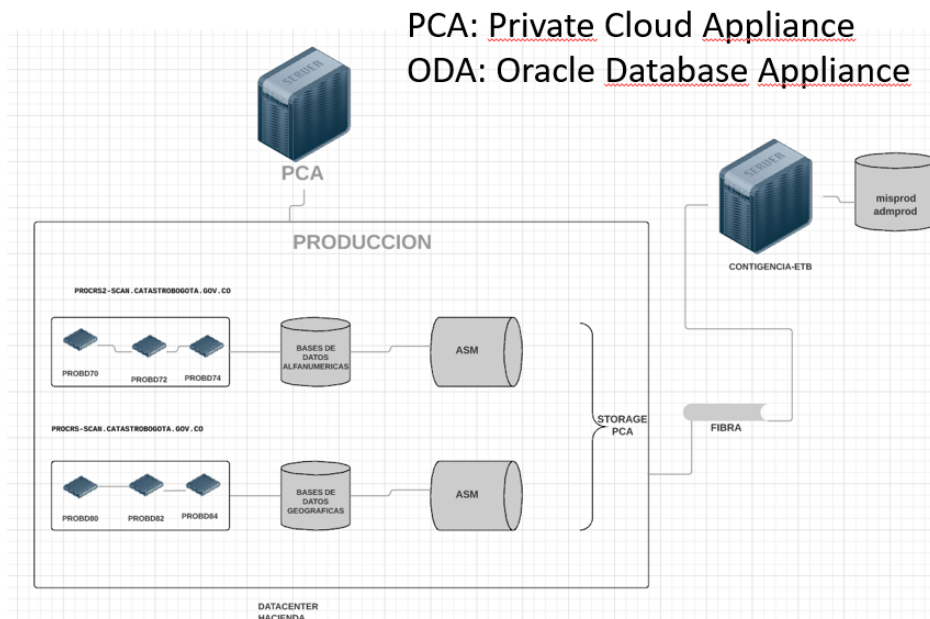 PCA: Private Cloud Appliance
ODA: Oracle Database Appliance
SERVER
PCA
SERVER
misprod
admprod
CONTIGENCIA-ETB
PRODUCCION
PROCRS2-SCAN.CATASTROBOGOTA.GOV.CO
PROBD70
PROBD72
PROBD74
BASES DE
DATOS
ALFANUMERICAS
ASM
STORAGE
PCA
FIBRA
PROCRS-SCAN.CATASTROBOGOTA.GOV.CO
PROBD80
PROBD82
PROBD84
BASES DE
DATOS
GEOGRAFICAS
ASM
DATACENTER
HACIENDA